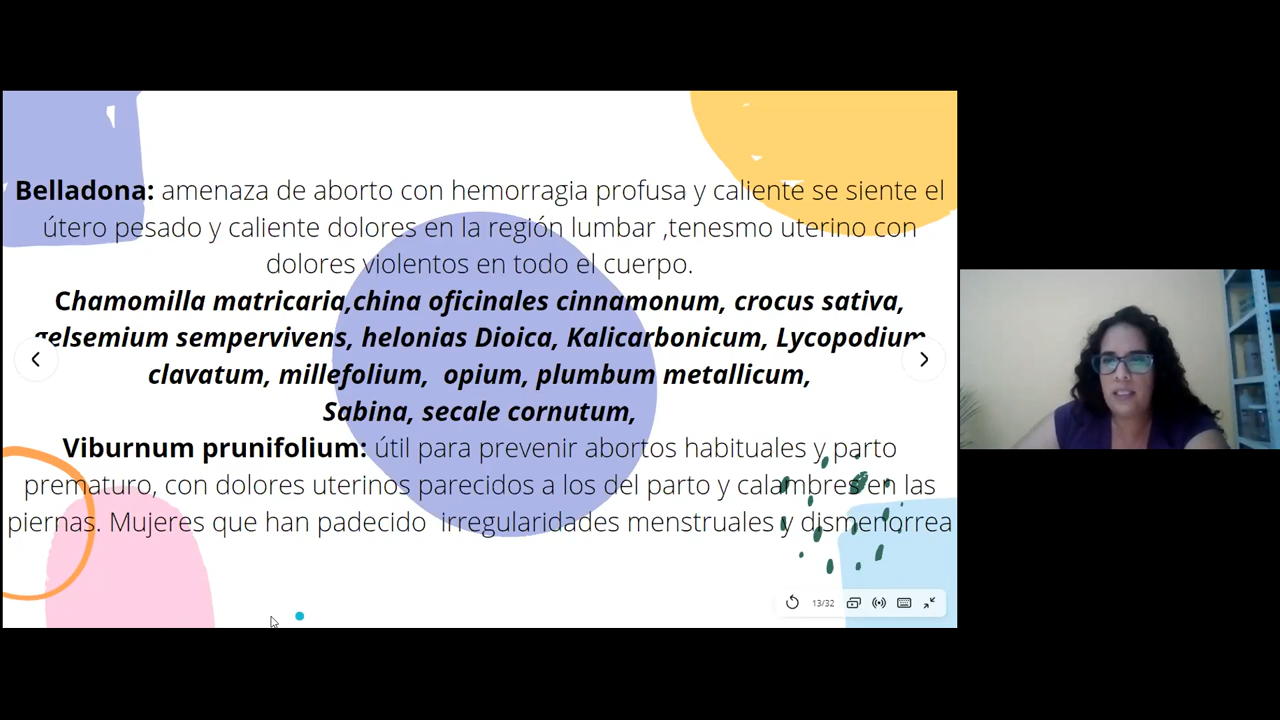 Belladona: amenaza de aborto con hemorragia profusa y caliente se siente el
útero pesado y caliente dolores en la región lumbar ,tenesmo uterino con
dolores violentos en todo el cuerpo.
Chamomilla matricaria,china oficinales cinnamonum, crocus sativa,
gelsemium sempervivens, helonias Dioica, Kalicarbonicum, Lycopodium
clavatum, millefolium, opium, plumbum metallicum,
Sabina, secale cornutum,
Viburnum prunifolium: útil para prevenir abortos habituales y parto
prematuro, con dolores uterinos parecidos a los del parto y calambres en las
piernas. Mujeres que han padecido irregularidades menstruales y dismenorrea
13/32